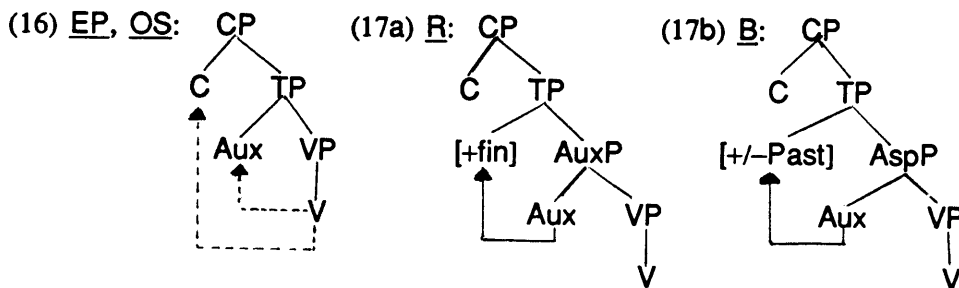 (16) EP, OS: CP (17a) R: CP (17b) B: CP
C TP C TP C TP
Aux VP [+fin] AuxP [+/–Past] AspP
V Aux VP Aux VP
V V